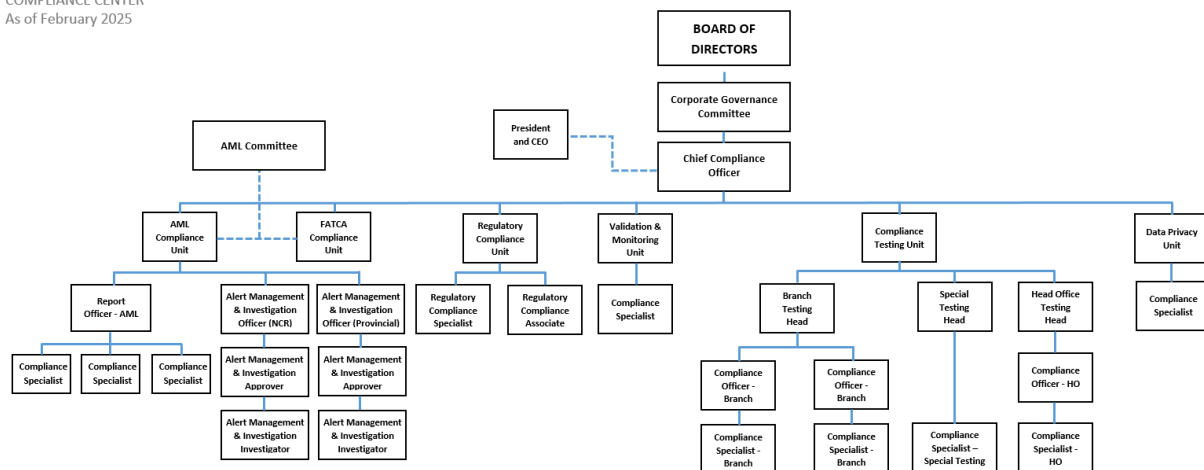 COMPLIANCE CENTER
As of February 2025
BOARD OF
DIRECTORS
Corporate Governance
Committee
President
and CEO
AML Committee
Chief Compliance
Officer
AML
Compliance
Unit
FATCA
Compliance
Unit
Regulatory
Compliance
Unit
Validation &
Monitoring
Unit
Compliance
Testing Unit
Data Privacy
Unit
Report
Officer - AML
Alert Management
& Investigation
Officer (NCR)
Alert Management
& Investigation
Officer (Provincial)
Regulatory
Compliance
Specialist
Regulatory
Compliance
Associate
Compliance
Specialist
Branch
Testing
Head
Special
Testing
Head
Head Office
Testing
Head
Compliance
Specialist
Compliance
Specialist
Compliance
Specialist
Compliance
Specialist
Alert Management
& Investigation
Approver
Alert Management
& Investigation
Approver
Compliance
Officer -
Branch
Compliance
Officer -
Branch
Compliance
Officer - HO
Alert Management
& Investigation
Investigator
Alert Management
& Investigation
Investigator
Compliance
Specialist -
Branch
Compliance
Specialist -
Branch
Compliance
Specialist –
Special Testing
Compliance
Specialist -
HO